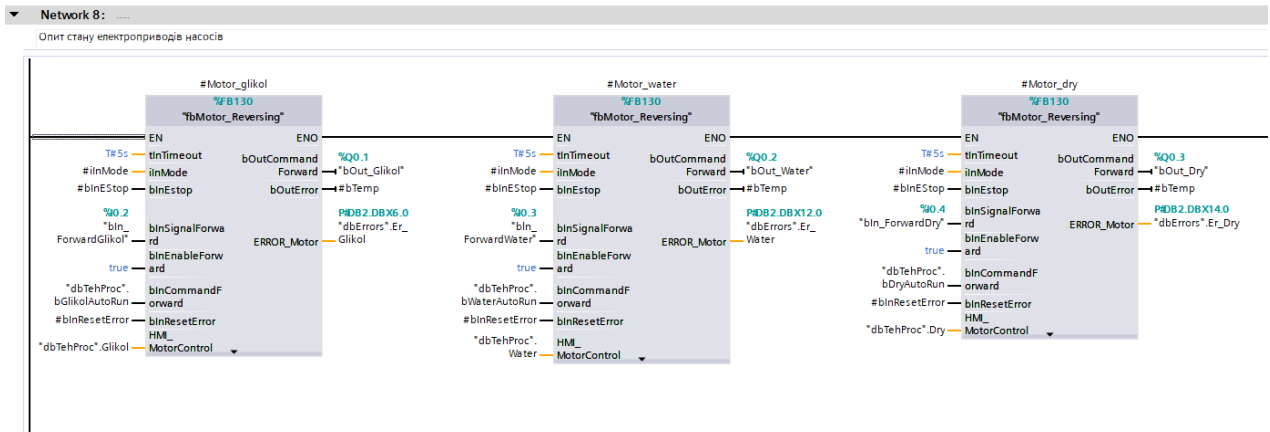 Network 8: .....
Опит стану електроприводів насосів
#Motor_glikol
%FB130
"fbMotor_Reversing"
EN
ENO
T#5s
tInTimeout
#iInMode
iInMode
#bInEStop
bInEstop
%I0.2
"bIn_
ForwardGlikol"
bInSignalForwa
rd
bInEnableForw
true
ard
"dbTehProc".
bGlikolAutoRun
bInCommandF
orward
#bInResetError
bInResetError
HMI_
"dbTehProc".Glikol
MotorControl
bOutCommand
Forward
%Q0.1
"bOut_Glikol"
bOutError
#bTemp
ERROR_Motor
P#DB2.DBX6.0
"dbErrors".Er_
Glikol
#Motor_water
%FB130
"fbMotor_Reversing"
EN
ENO
T#5s
tInTimeout
#iInMode
iInMode
#bInEStop
bInEstop
%I0.3
"bIn_
ForwardWater"
bInSignalForwa
rd
bInEnableForw
true
ard
"dbTehProc".
bWaterAutoRun
bInCommandF
orward
#bInResetError
bInResetError
"dbTehProc".
Water
HMI_
MotorControl
bOutCommand
Forward
%Q0.2
"bOut_Water"
bOutError
#bTemp
ERROR_Motor
P#DB2.DBX12.0
"dbErrors".Er_
Water
#Motor_dry
%FB130
"fbMotor_Reversing"
EN
ENO
T#5s
tInTimeout
#iInMode
iInMode
#bInEStop
bInEstop
%I0.4
"bIn_ForwardDry"
bInSignalForwa
rd
bInEnableForw
true
ard
"dbTehProc".
bDryAutoRun
bInCommandF
orward
#bInResetError
bInResetError
HMI_
"dbTehProc".Dry
MotorControl
bOutCommand
Forward
%Q0.3
"bOut_Dry"
bOutError
#bTemp
ERROR_Motor
P#DB2.DBX14.0
"dbErrors".Er_Dry